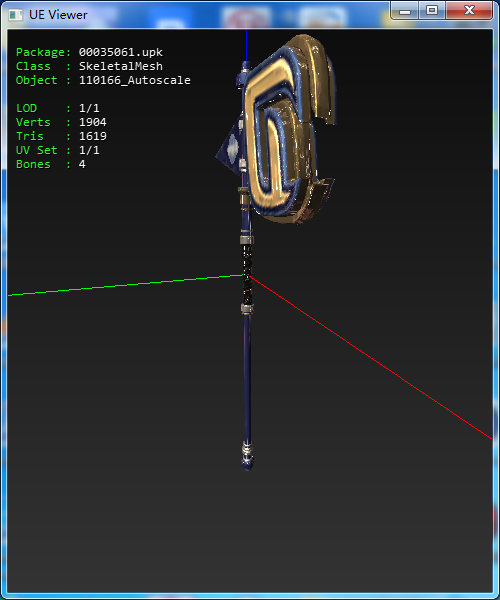 UE Viewer
Package: 00035061.upk
Class : SkeletalMesh
Object : 110166_Autoscale
LOD : 1/1
Verts : 1904
Tris : 1619
UV Set : 1/1
Bones : 4